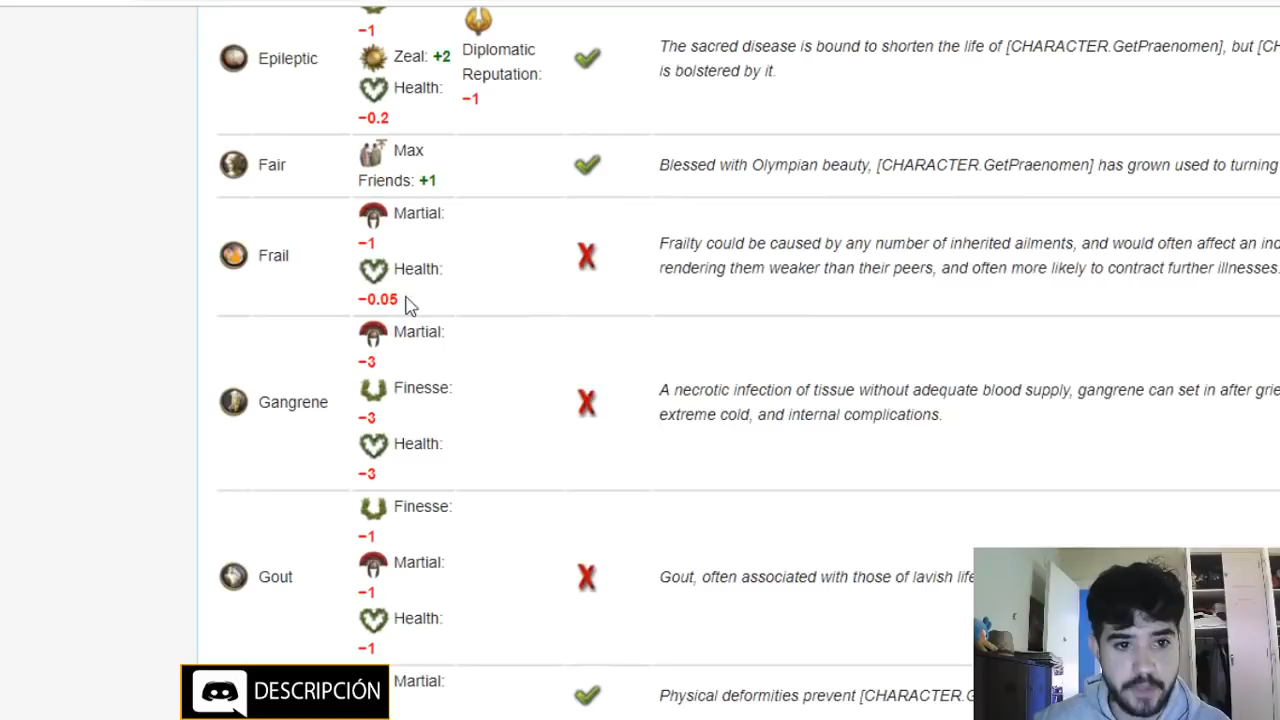 −1
Epileptic
Zeal: +2
Health:
−0.2
Diplomatic
Reputation:
−1
The sacred disease is bound to shorten the life of [CHARACTER.GetPraenomen], but [CH
is bolstered by it.
Fair
Max
Friends: +1
Blessed with Olympian beauty, [CHARACTER.GetPraenomen] has grown used to turning
Frail
Martial:
−1
Health:
−0.05
Frailty could be caused by any number of inherited ailments, and would often affect an ind
rendering them weaker than their peers, and often more likely to contract further illnesses.
Gangrene
Martial:
−3
Finesse:
−3
Health:
−3
A necrotic infection of tissue without adequate blood supply, gangrene can set in after grie
extreme cold, and internal complications.
Gout
Finesse:
−1
Martial:
−1
Health:
−1
Gout, often associated with those of lavish life
Martial:
Physical deformities prevent [CHARACTER.G
DESCRIPCIÓN